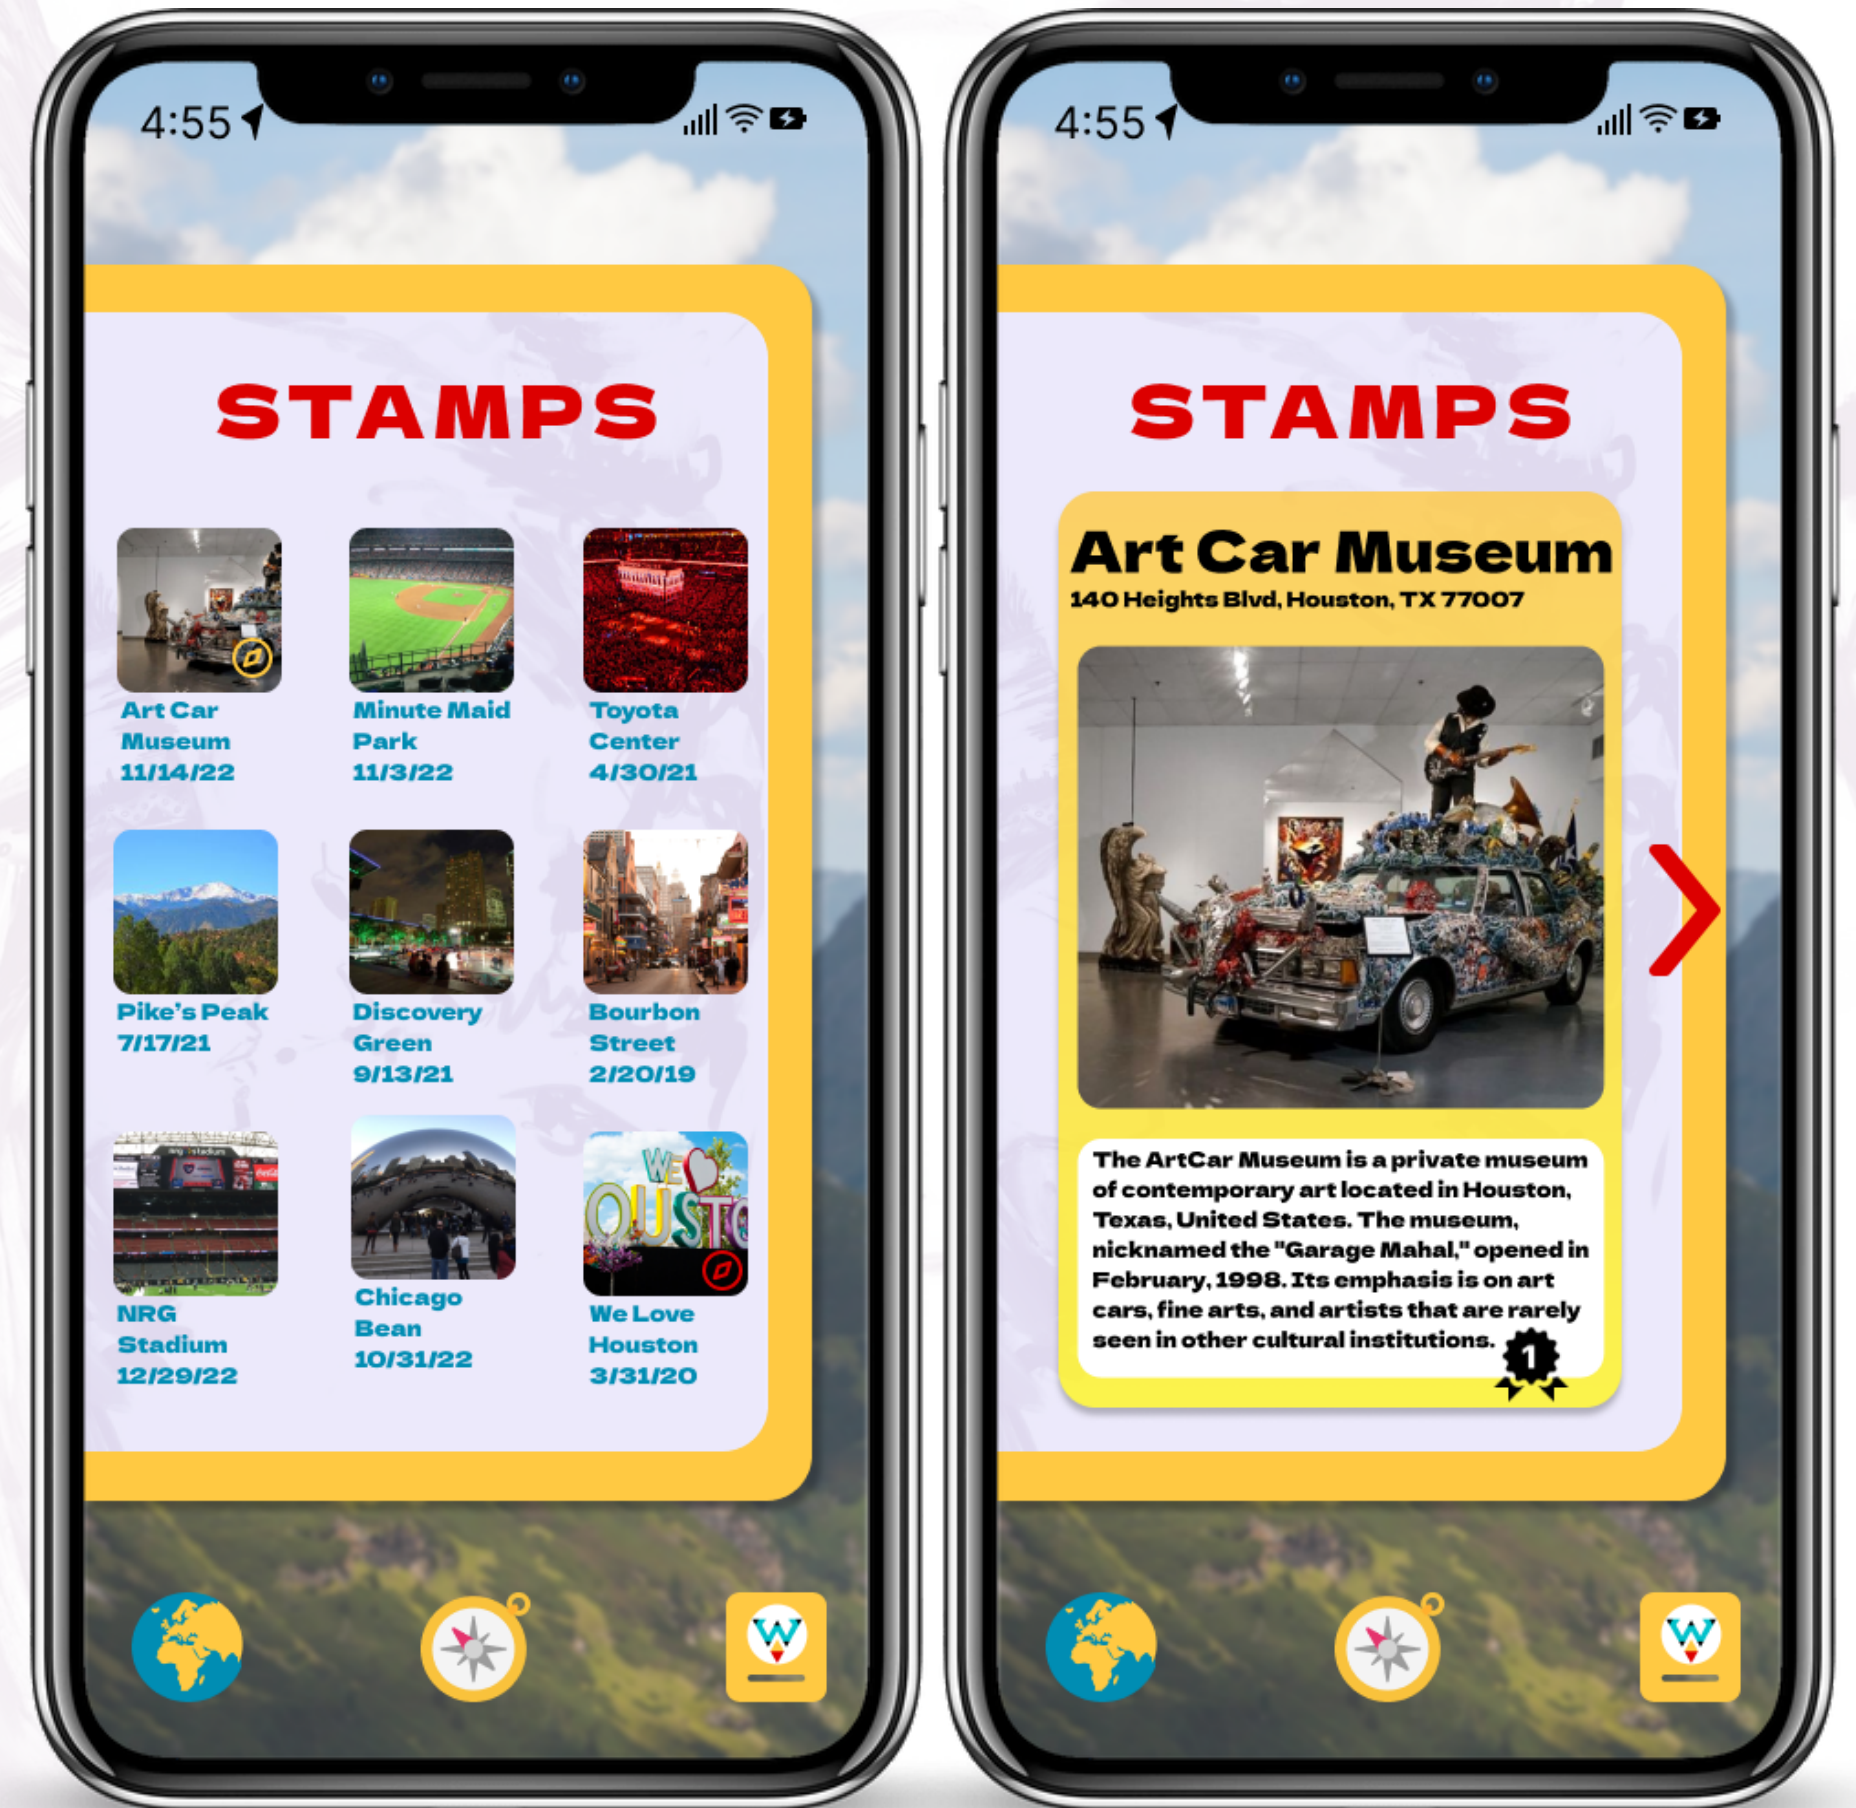 4:55
STAMPS
Art Car
Museum
11/14/22
Minute Maid
Park
11/3/22
Toyota
Center
4/30/21
Pike's Peak
7/17/21
Discovery
Green
9/13/21
Bourbon
Street
2/20/19
nrg stadium
WE
OUSTO
NRG
Stadium
12/29/22
Chicago
Bean
10/31/22
We Love
Houston
3/31/20
W
4:55
STAMPS
Art Car Museum
140 Heights Blvd, Houston, TX 77007
The ArtCar Museum is a private museum
of contemporary art located in Houston,
Texas, United States. The museum,
nicknamed the "Garage Mahal," opened in
February, 1998. Its emphasis is on art
cars, fine arts, and artists that are rarely
seen in other cultural institutions.
1
W